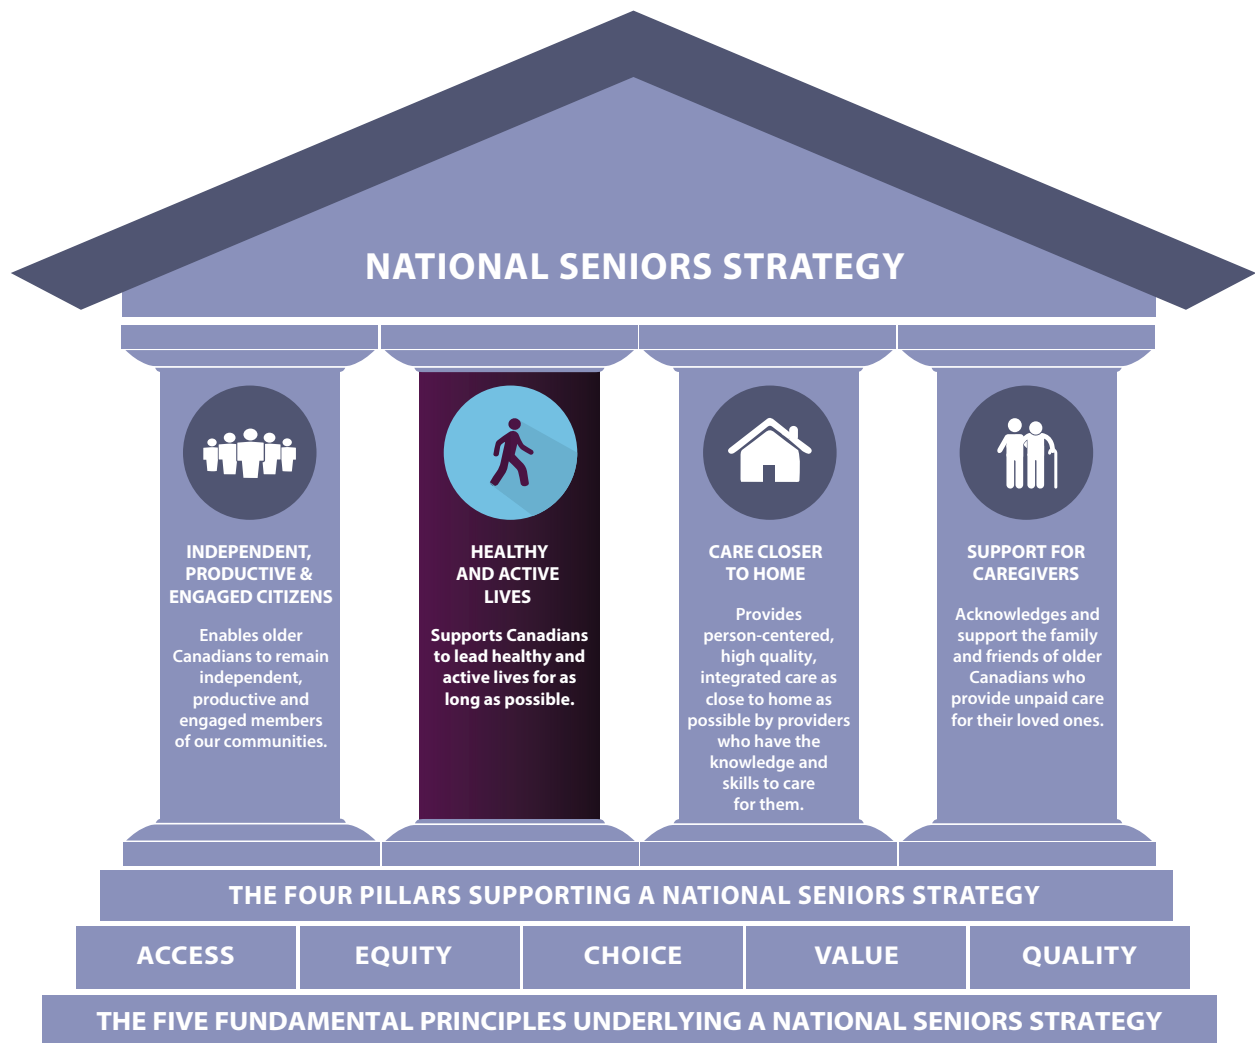 NATIONAL SENIORS STRATEGY
INDEPENDENT,
PRODUCTIVE &
ENGAGED CITIZENS
Enables older
Canadians to remain
independent,
productive and
engaged members
of our communities.
HEALTHY
AND ACTIVE
LIVES
Supports Canadians
to lead healthy and
active lives for as
long as possible.
CARE CLOSER
TO HOME
Provides
person-centered,
high quality,
integrated care as
close to home as
possible by providers
who have the
knowledge and
skills to care
for them.
SUPPORT FOR
CAREGIVERS
Acknowledges and
support the family
and friends of older
Canadians who
provide unpaid care
for their loved ones.
THE FOUR PILLARS SUPPORTING A NATIONAL SENIORS STRATEGY
ACCESS
EQUITY
CHOICE
VALUE
QUALITY
THE FIVE FUNDAMENTAL PRINCIPLES UNDERLYING A NATIONAL SENIORS STRATEGY